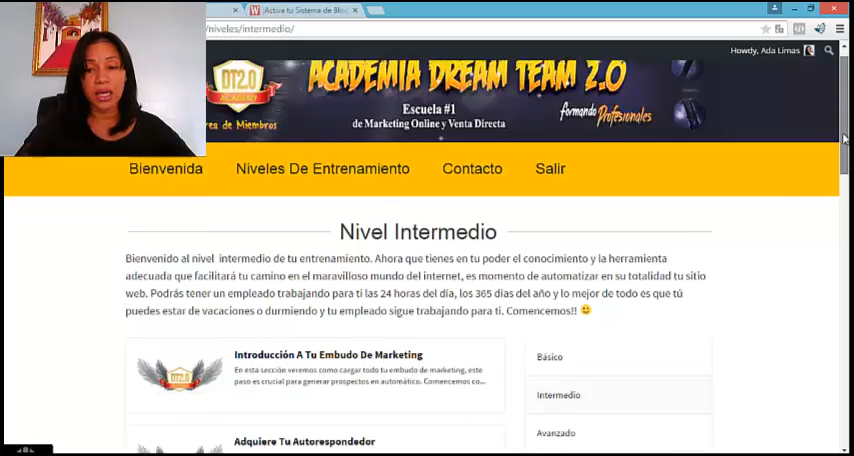 Activa tu Sistema de Blog
/niveles/intermedio/
Howdy, Ada Limas
ACADEMIA DREAM TEAM 2.0
DT2.0
ACADEMY
Escuela #1
de Marketing Online y Venta Directa
formando Profesionales
rea de Miembros
Bienvenida
Niveles De Entrenamiento
Contacto
Salir
Nivel Intermedio
Bienvenido al nivel intermedio de tu entrenamiento. Ahora que tienes en tu poder el conocimiento y la herramienta
adecuada que facilitará tu camino en el maravilloso mundo del internet, es momento de automatizar en su totalidad tu sitio
web. Podrás tener un empleado trabajando para ti las 24 horas del día, los 365 días del año y lo mejor de todo es que tú
puedes estar de vacaciones o durmiendo y tu empleado sigue trabajando para ti. Comencemos!!
Introducción A Tu Embudo De Marketing
En esta sección veremos como cargar todo tu embudo de marketing, este
paso es crucial para generar prospectos en automático. Comencemos co...
DT2.0
Adquiere Tu Autorespondedor
Básico
Intermedio
Avanzado